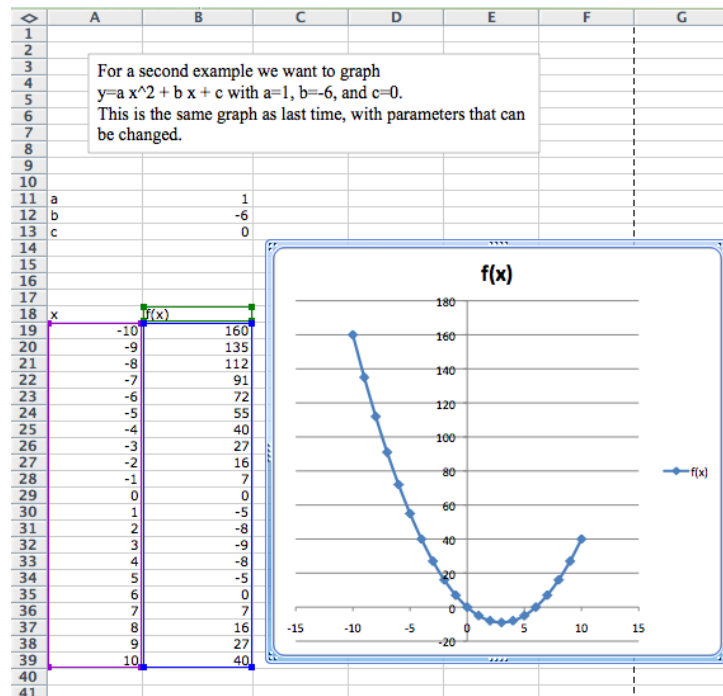 A B C D E F G
1
2
3
4
5
6
7
8
9
10
For a second example we want to graph
y=a x^2 + b x + c with a=1, b=-6, and c=0.
This is the same graph as last time, with parameters that can
be changed.
11 a 1
12 b -6
13 c 0
14
15
16
17
18 x f(x)
19 -10 160
20 -9 135
21 -8 112
22 -7 91
23 -6 72
24 -5 55
25 -4 40
26 -3 27
27 -2 16
28 -1 7
29 0 0
30 1 -5
31 2 -8
32 3 -9
33 4 -8
34 5 -5
35 6 0
36 7 7
37 8 16
38 9 27
39 10 40
40
41
f(x)
180
160
140
120
100
80
60
40
20
0
-20
-15 -10 -5 0 5 10 15
f(x)